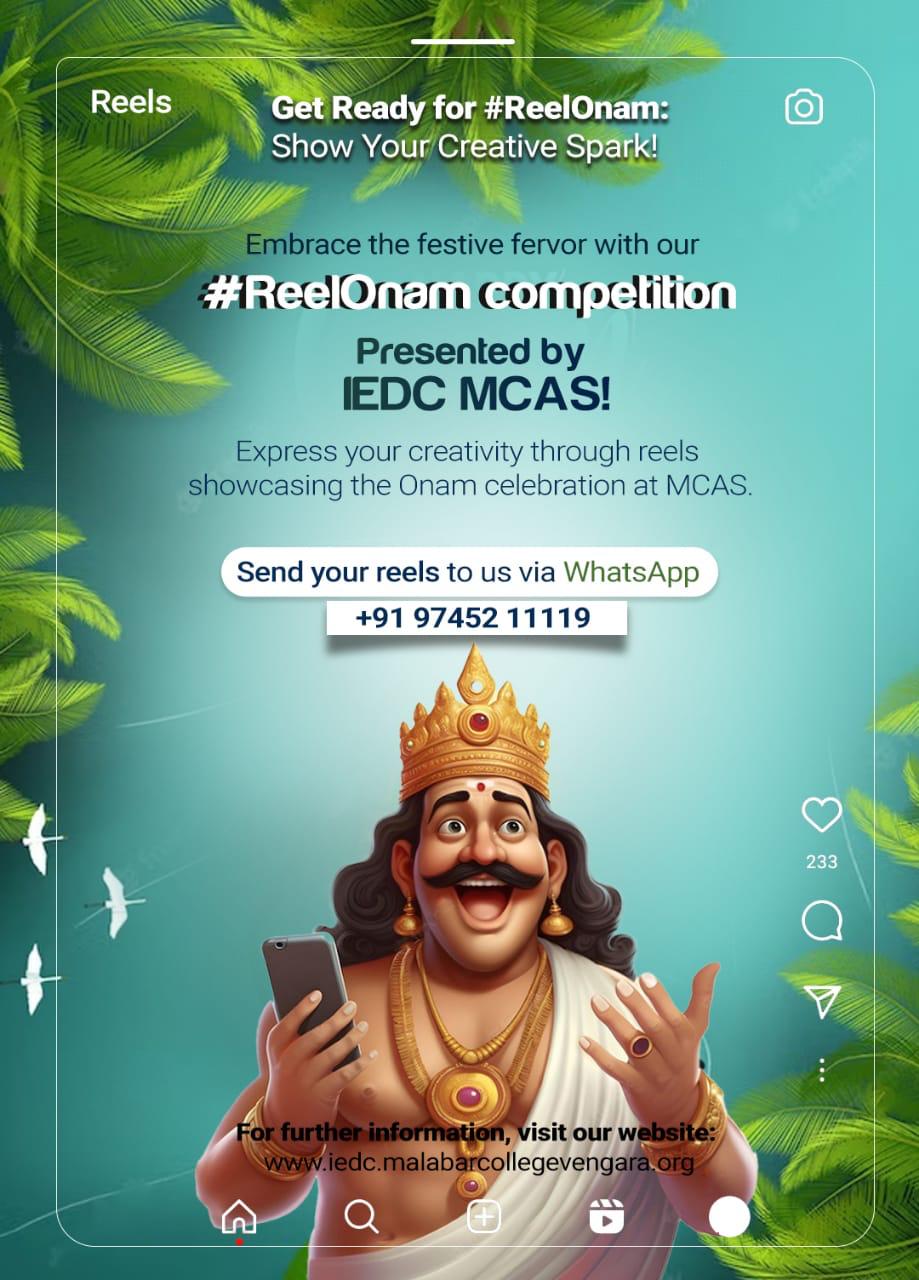 Reels
Get Ready for #ReelOnam:
Show Your Creative Spark!
Embrace the festive fervor with our
#ReelOnam competition
Presented by
IEDC MCAS!
Express your creativity through reels
showcasing the Onam celebration at MCAS.
Send your reels to us via WhatsApp
+91 97452 11119
233
For further information, visit our website:
www.iedc.malabarcollegevengara.org